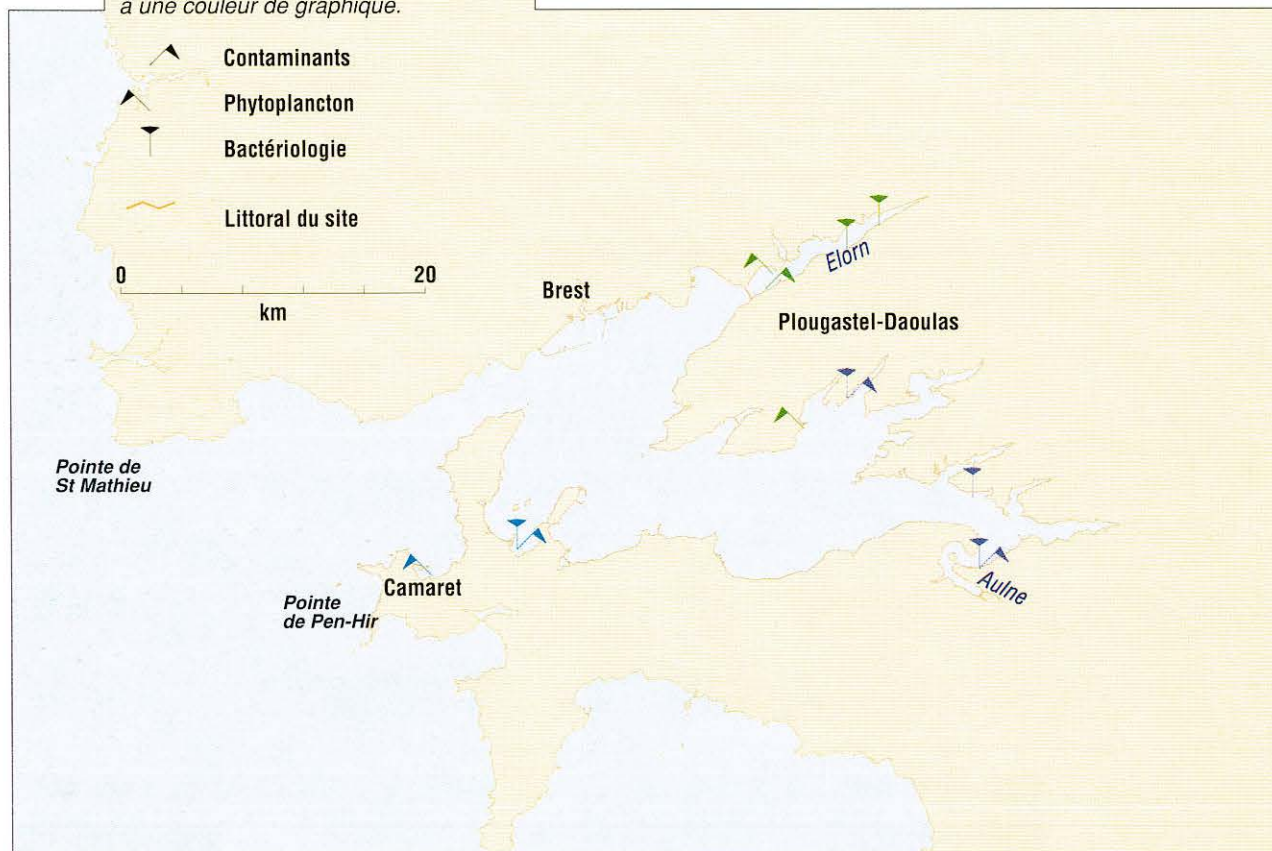 à une couleur de graphique.
Contaminants
Phytoplancton
Bactériologie
Littoral du site
0 20
km
Brest
Elorn
Plougastel-Daoulas
Pointe de
St Mathieu
Camaret
Pointe
de Pen-Hir
Aulne